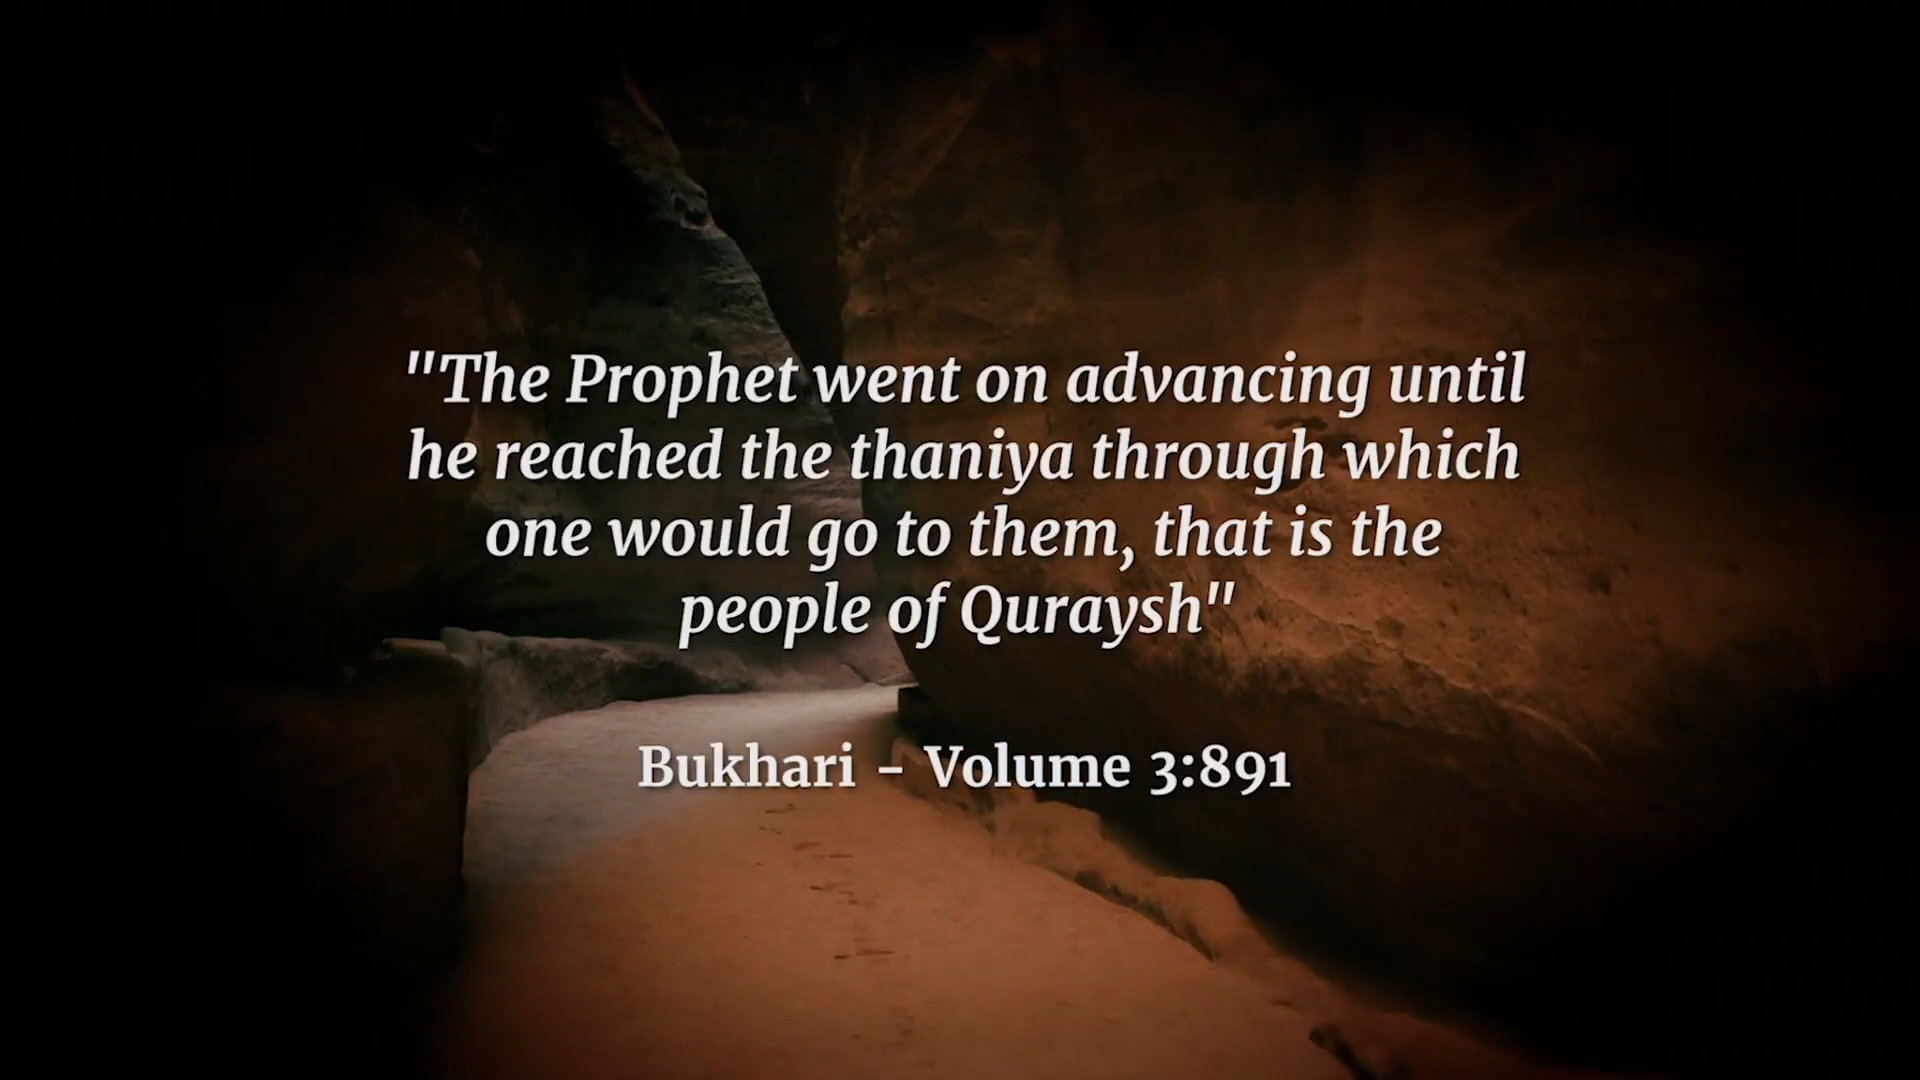 "The Prophet went on advancing until
he reached the thaniya through which
one would go to them, that is the
people of Quraysh"
Bukhari - Volume 3:891